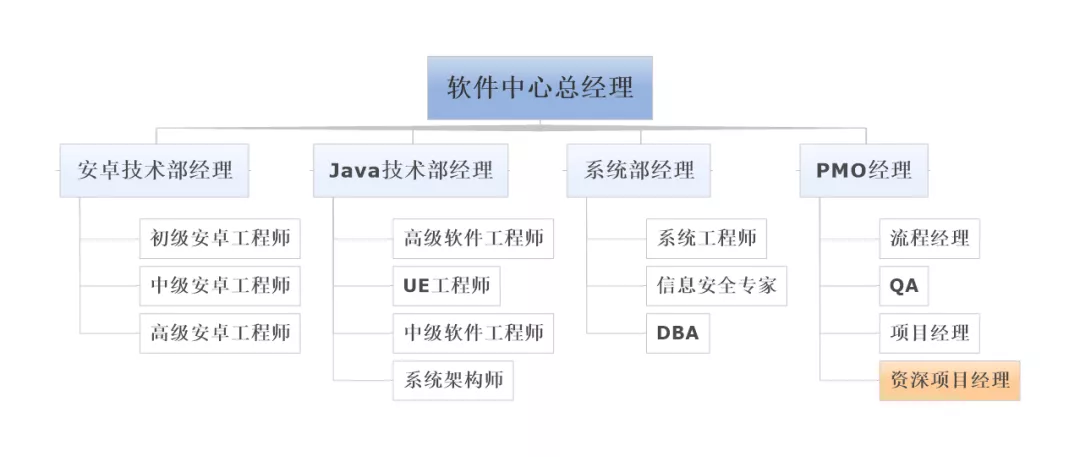 软件中心总经理
安卓技术部经理
初级安卓工程师
中级安卓工程师
高级安卓工程师
Java技术部经理
高级软件工程师
UE工程师
中级软件工程师
系统架构师
系统部经理
系统工程师
信息安全专家
DBA
PMO经理
流程经理
QA
项目经理
资深项目经理